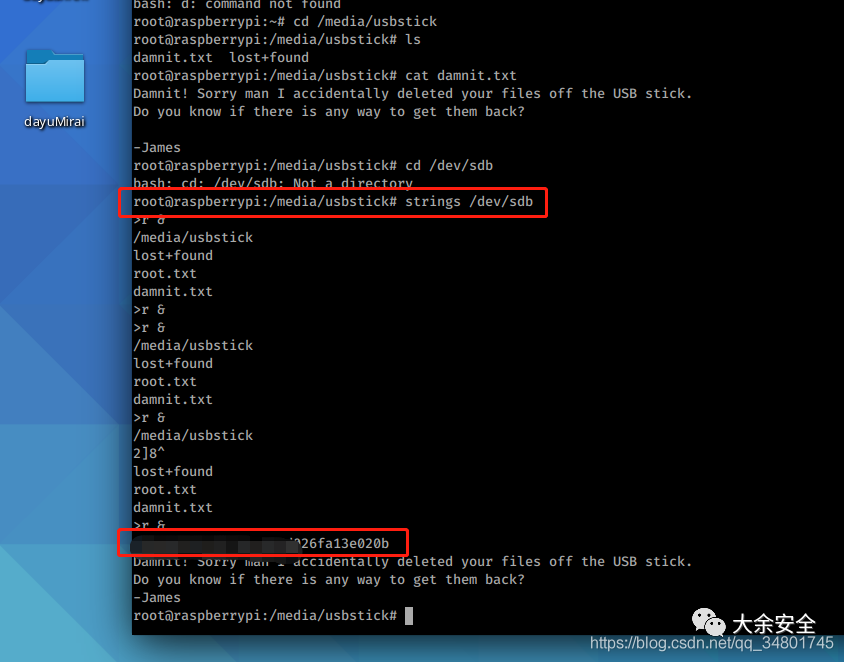 bash: d: command not found
root@raspberrypi:~# cd /media/usbstick
root@raspberrypi:/media/usbstick# ls
damnit.txt  lost+found
root@raspberrypi:/media/usbstick# cat damnit.txt
Damnit! Sorry man I accidentally deleted your files off the USB stick.
Do you know if there is any way to get them back?
-James
root@raspberrypi:/media/usbstick# cd /dev/sdb
bash: cd: /dev/sdb: Not a directory
root@raspberrypi:/media/usbstick# strings /dev/sdb
>r &
/media/usbstick
lost+found
root.txt
damnit.txt
>r &
>r &
/media/usbstick
lost+found
root.txt
damnit.txt
>r &
/media/usbstick
2]8^
lost+found
root.txt
damnit.txt
>r &
026fa13e020b
Damnit! Sorry man I accidentally deleted your files off the USB stick.
Do you know if there is any way to get them back?
-James
root@raspberrypi:/media/usbstick#
dayuMirai
大余安全
https://blog.csdn.net/qq_34801745